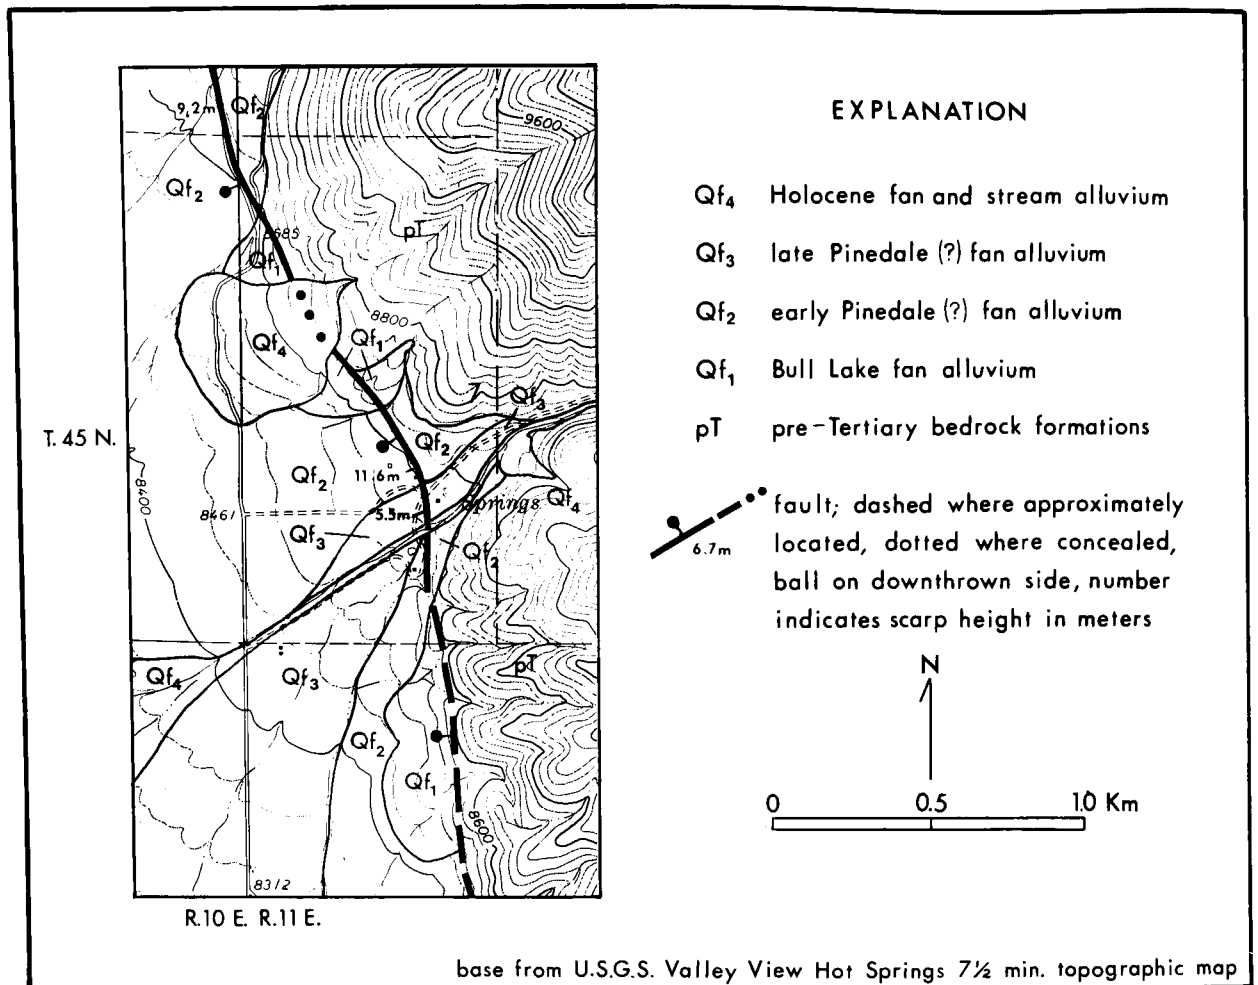 EXPLANATION
Qf4 Holocene fan and stream alluvium
Qf3 late Pinedale (?) fan alluvium
Qf2 early Pinedale (?) fan alluvium
Qf1 Bull Lake fan alluvium
pT pre-Tertiary bedrock formations
6.7m
fault; dashed where approximately
located, dotted where concealed,
ball on downthrown side, number
indicates scarp height in meters
N
0 0.5 1.0 Km
9.2m
Qf2
9600
Qf2
pT
8685
Qf1
8800
Qf4
Qf1
Qf3
T. 45 N.
Qf2
8400
Qf2
11.6m
Springs
Qf4
8461
5.5m
Qf3
Qf2
Qf4
Qf3
pT
Qf2
Qf1
8600
8312
R.10 E. R.11 E.
base from U.S.G.S. Valley View Hot Springs 7½ min. topographic map